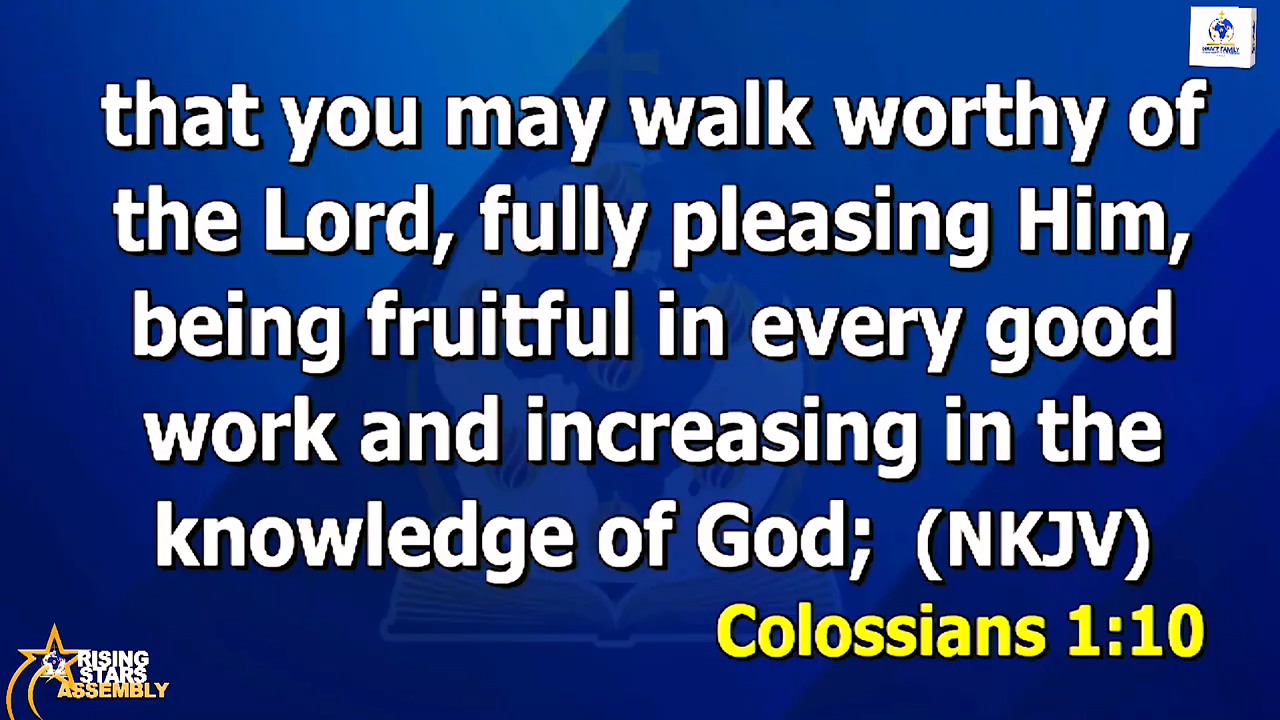 that you may walk worthy of
the Lord, fully pleasing Him,
being fruitful in every good
work and increasing in the
knowledge of God; (NKJV)
Colossians 1:10
RISING
STARS
ASSEMBLY